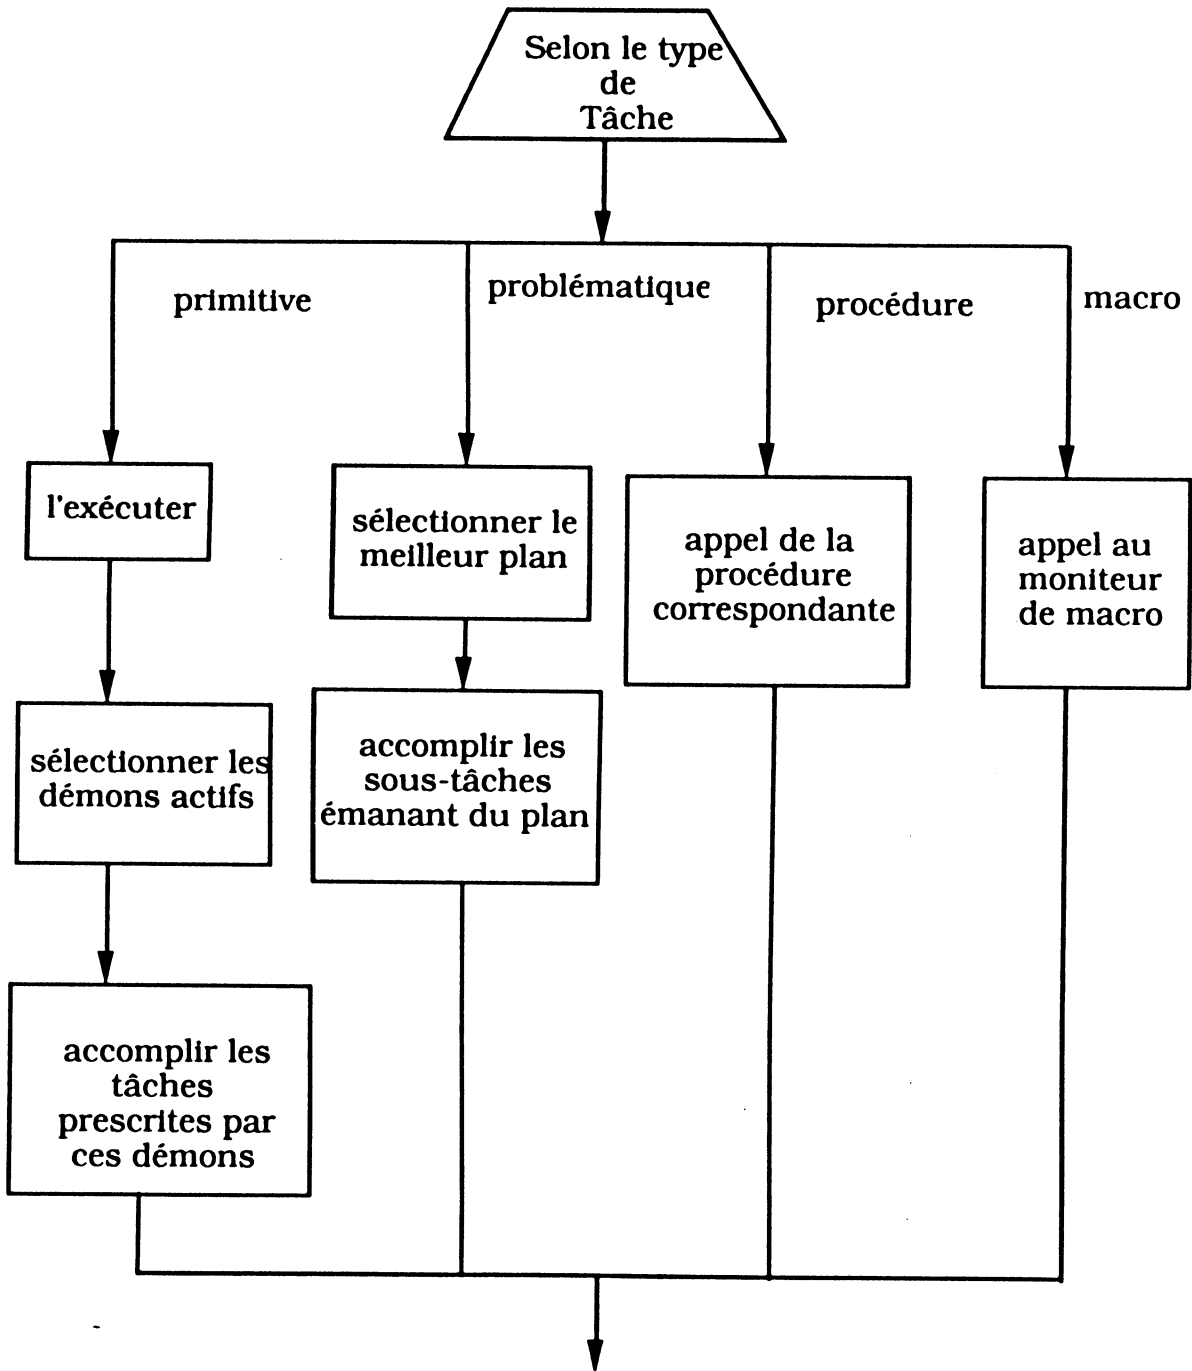 Selon le type
de
Tâche
primitive
problématique
procédure
macro
l'exécuter
sélectionner les
démons actifs
accomplir les
tâches
prescrites par
ces démons
sélectionner le
meilleur plan
accomplir les
sous-tâches
émanant du plan
appel de la
procédure
correspondante
appel au
moniteur
de macro